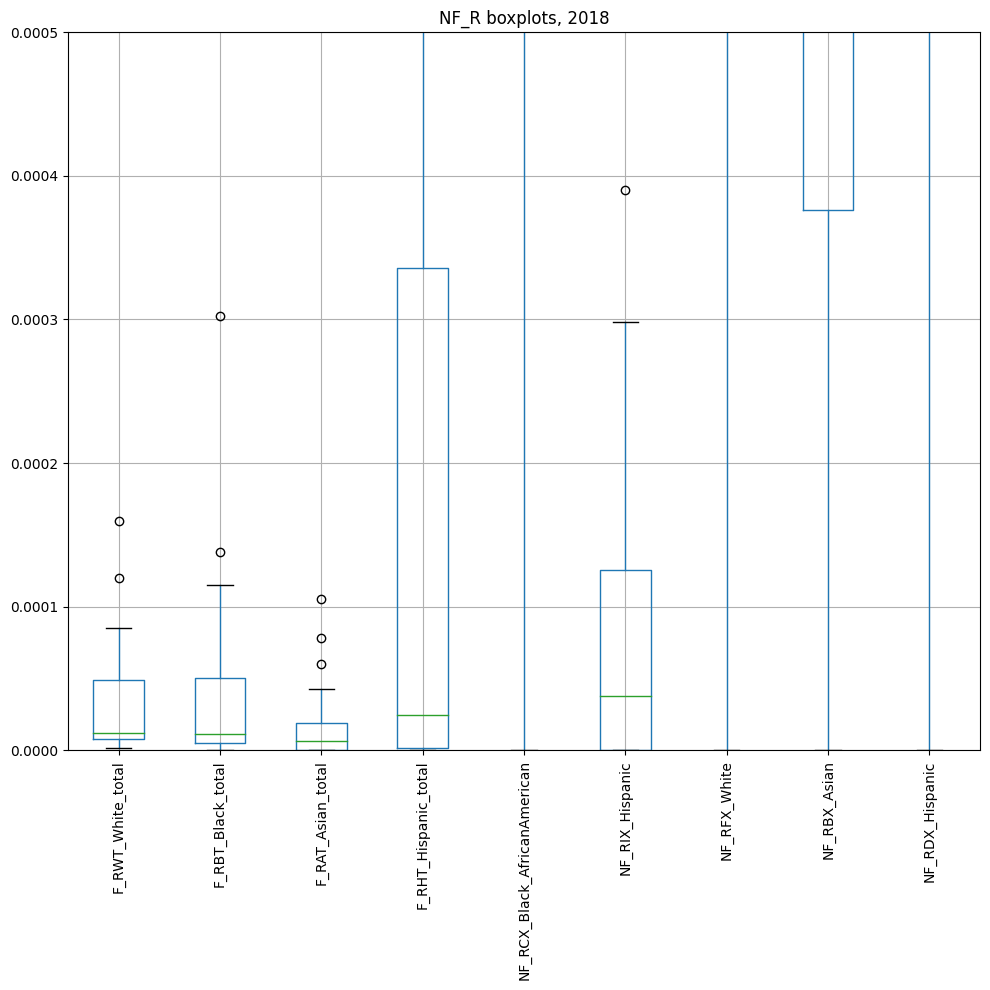 NF_R boxplots, 2018
0.0005
0.0004
0.0003
0.0002
0.0001
0.0000
F_RWT_White_total
F_RBT_Black_total
F_RAT_Asian_total
F_RHT_Hispanic_total
NF_RCX_Black_AfricanAmerican
NF_RIX_Hispanic
NF_RFX_White
NF_RBX_Asian
NF_RDX_Hispanic